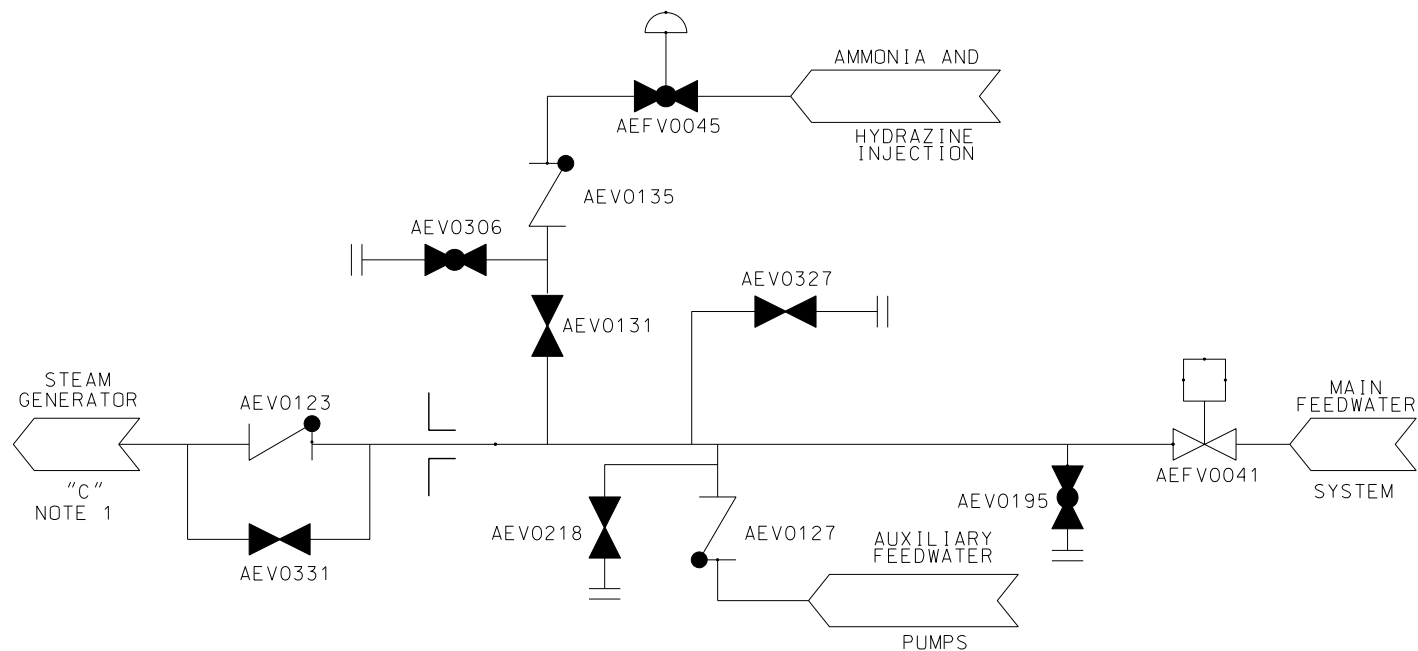 AMMONIA AND
HYDRAZINE
INJECTION
AEFV0045
AEV0135
AEV0306
AEV0327
AEV0131
STEAM
GENERATOR
"C"
NOTE 1
AEV0123
MAIN
FEEDWATER
SYSTEM
AEFV0041
AEV0195
AEV0218
AEV0127
AUXILIARY
FEEDWATER
PUMPS
AEV0331